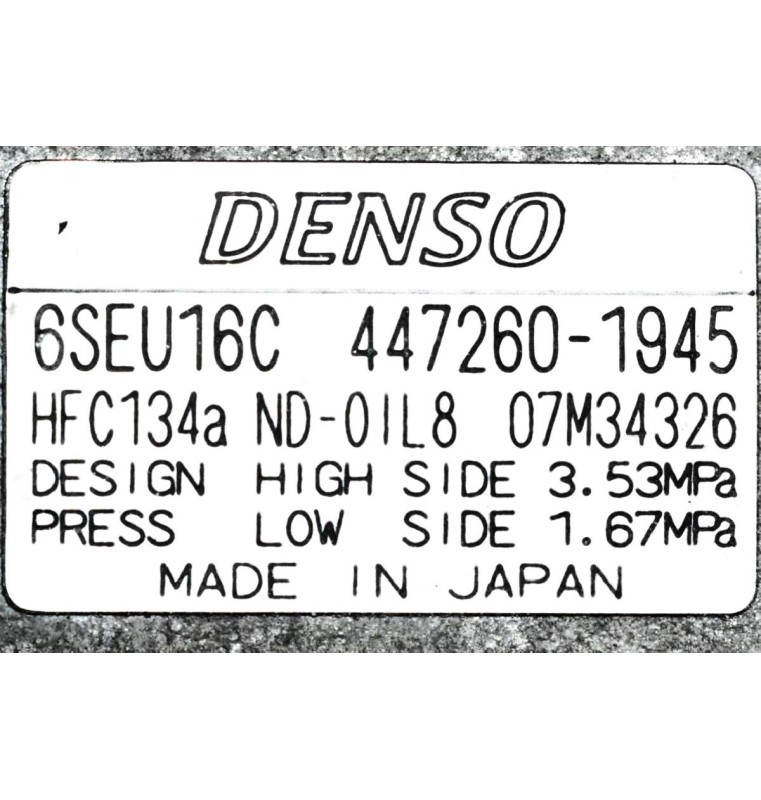 DENSO
6SEU16C 447260-1945
HFC134a ND-OIL8 07M34326
DESIGN HIGH SIDE 3.53MPa
PRESS LOW SIDE 1.67MPa
MADE IN JAPAN